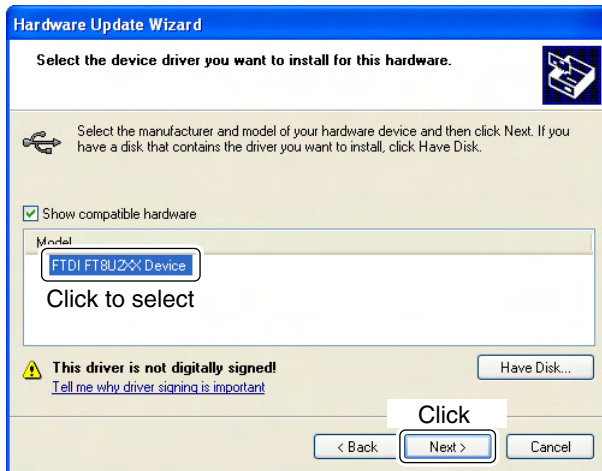 Hardware Update Wizard
Select the device driver you want to install for this hardware.
Select the manufacturer and model of your hardware device and then click Next. If you
have a disk that contains the driver you want to install, click Have Disk.
Show compatible hardware
Model
FTDI FT8U2XX Device
Click to select
This driver is not digitally signed!
Tell me why driver signing is important
Have Disk...
Click
< Back
Next >
Cancel